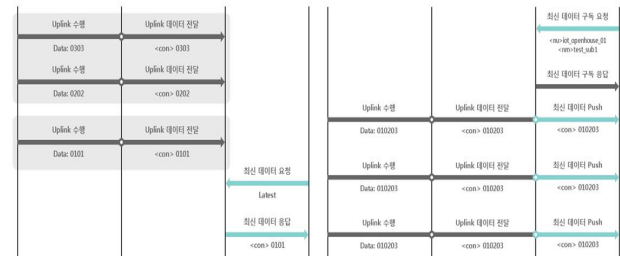 Uplink 수행
Uplink 데이터 전달
Data: 0303
<con> 0303
Uplink 수행
Uplink 데이터 전달
Data: 0202
<con> 0202
Uplink 수행
Uplink 데이터 전달
Data: 0101
<con> 0101
최신 데이터 요청
Latest
최신 데이터 응답
<con> 0101
최신 데이터 구독 요청
<nu>iot_openhouse_01
<nm>test_sub1
최신 데이터 구독 응답
Uplink 수행
Uplink 데이터 전달
최신 데이터 Push
Data: 010203
<con> 010203
<con> 010203
Uplink 수행
Uplink 데이터 전달
최신 데이터 Push
Data: 010203
<con> 010203
<con> 010203
Uplink 수행
Uplink 데이터 전달
최신 데이터 Push
Data: 010203
<con> 010203
<con> 010203